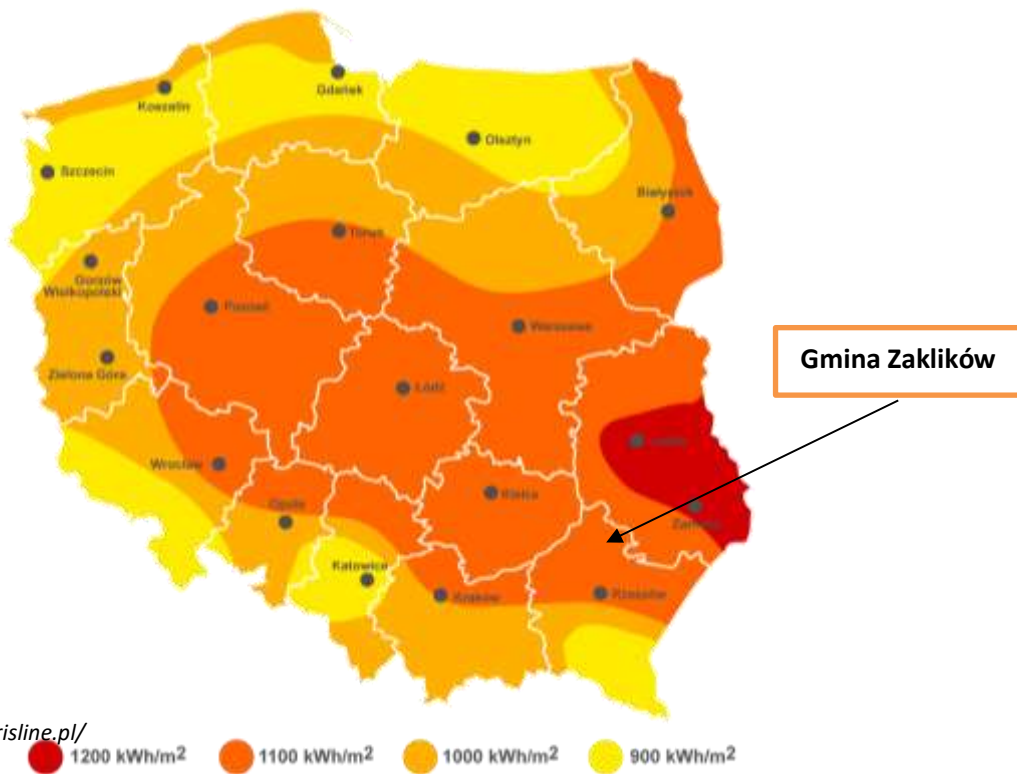 Gdańsk
Koszalin
Olsztyn
Szczecin
Białystok
Toruń
Gorzów
Wielkopolski
Poznań
Warszawa
Gmina Zaklików
Zielona Góra
Łódź
Lublin
Wrocław
Kielce
Opole
Zamość
Katowice
Kraków
Rzeszów
risline.pl/
1200 kWh/m²
1100 kWh/m²
1000 kWh/m²
900 kWh/m²